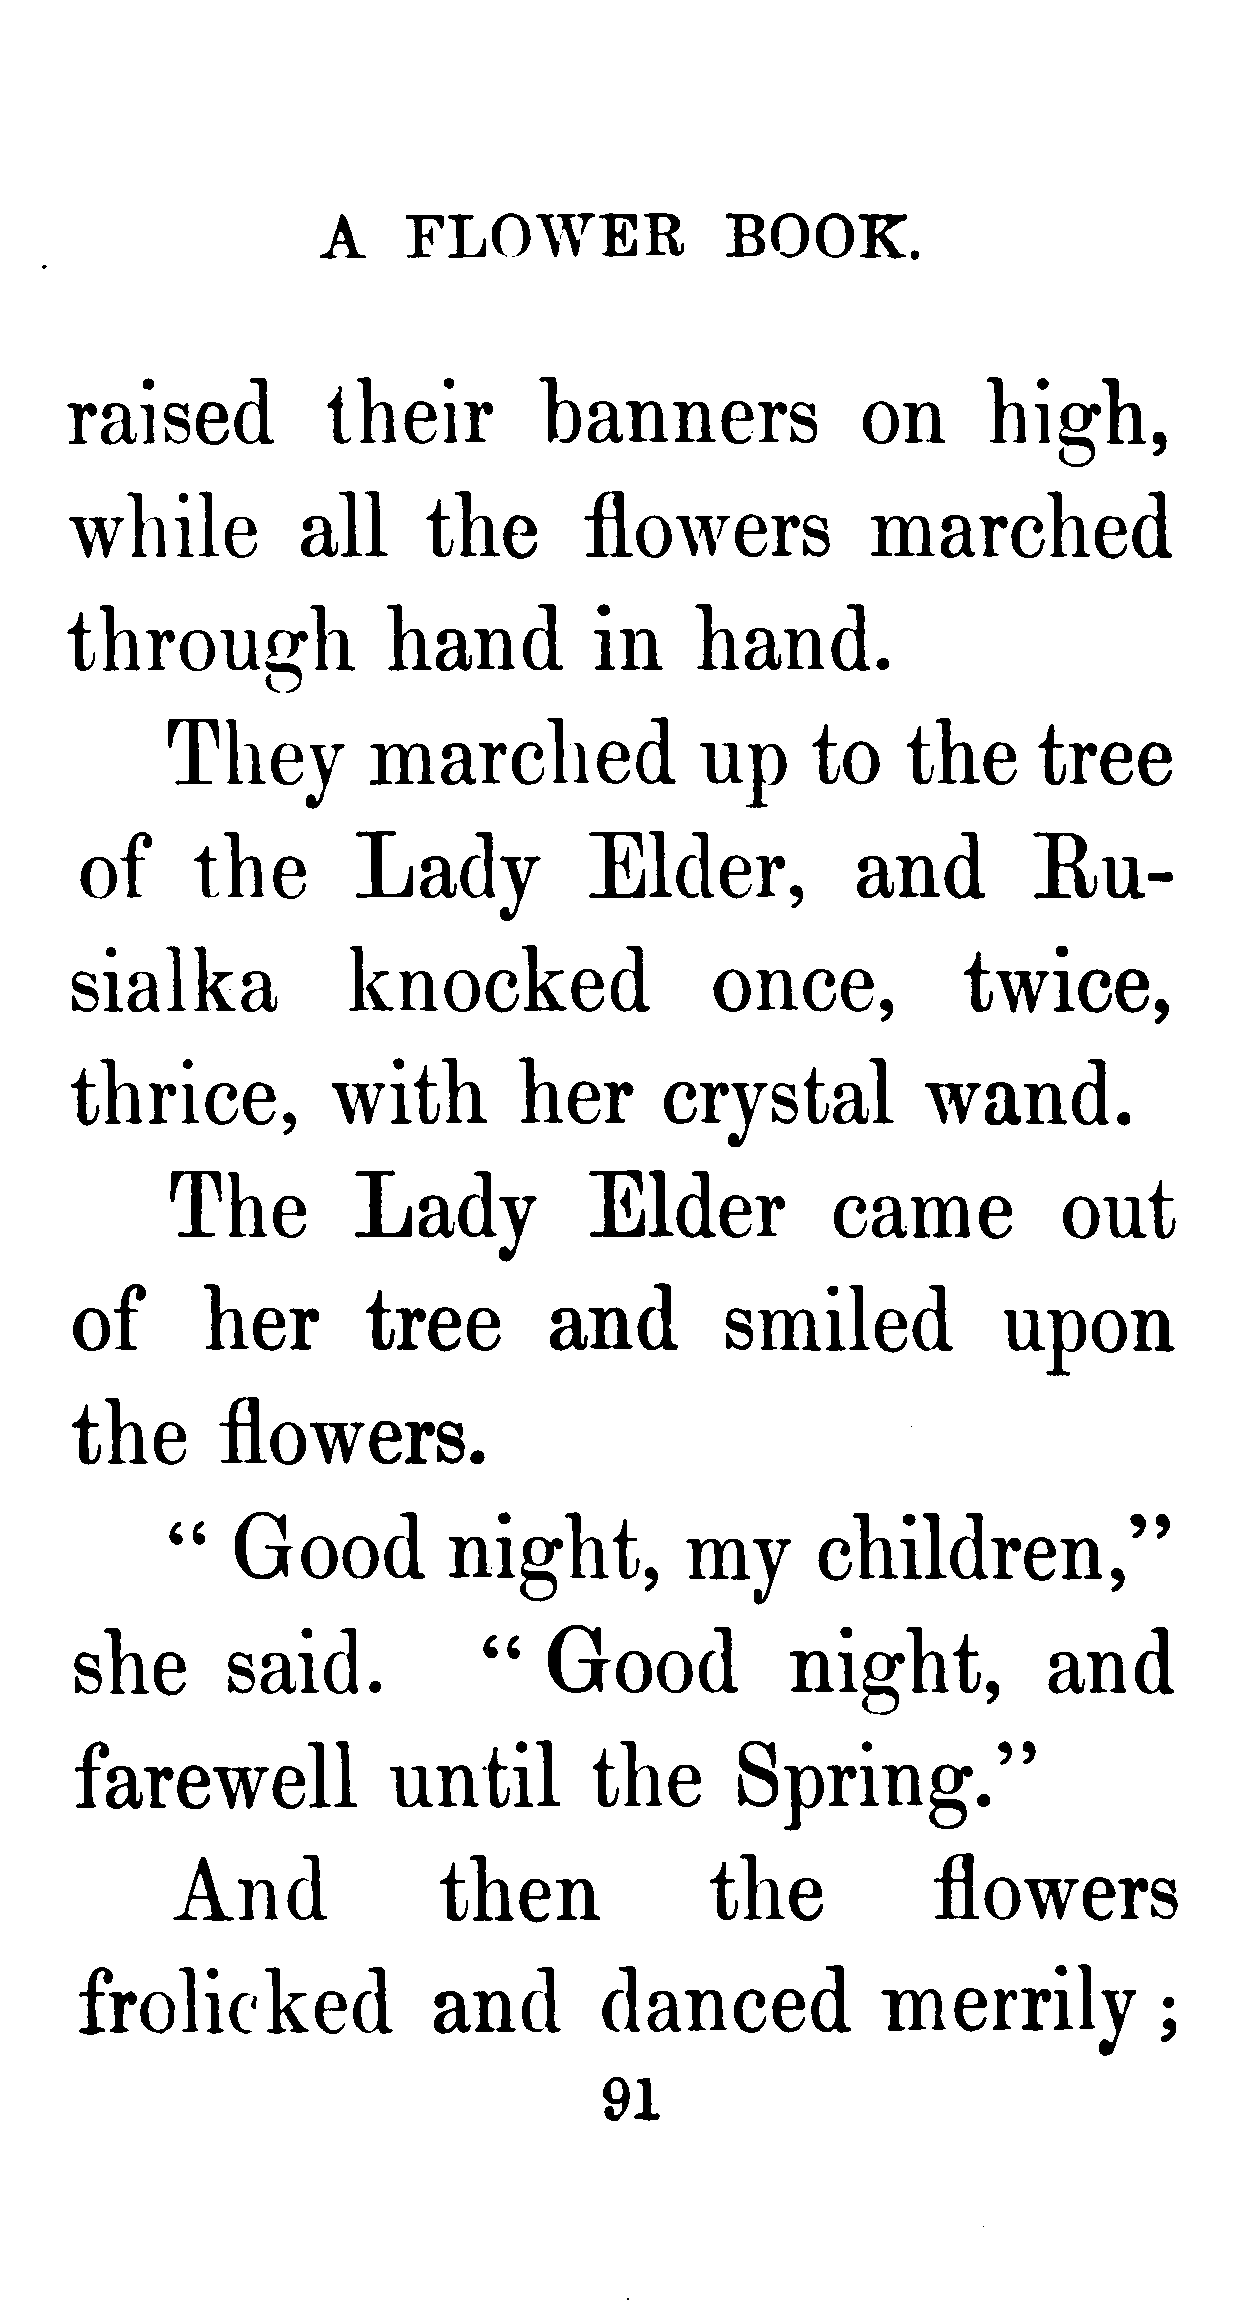 A FLOWER BOOK.
raised their banners on high,
while all the flowers marched
through hand in hand.
They marched up to the tree
of the Lady Elder, and Ru-
sialka knocked once, twice,
thrice, with her crystal wand.
The Lady Elder came out
of her tree and smiled upon
the flowers.
“ Good night, my children,”
she said. “ Good night, and
farewell until the Spring.”
And then the flowers
frolicked and danced merrily ;
91